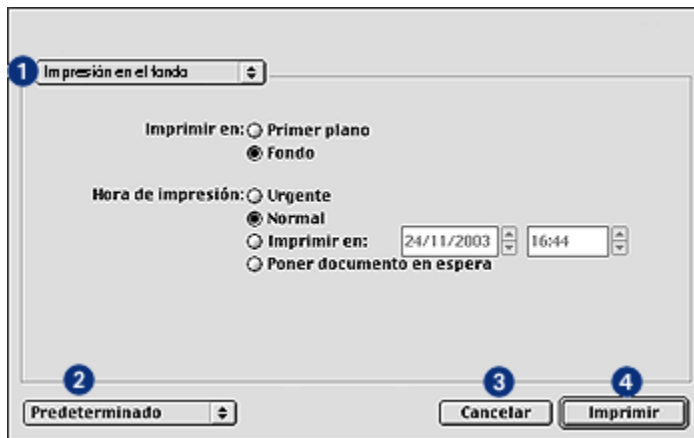 1 Impresión en el fondo
Imprimir en: Primer plano
Fondo
Hora de impresión: Urgente
Normal
Imprimir en: 24/11/2003 16:44
Poner documento en espera
2 3 4
Predeterminado Cancelar Imprimir